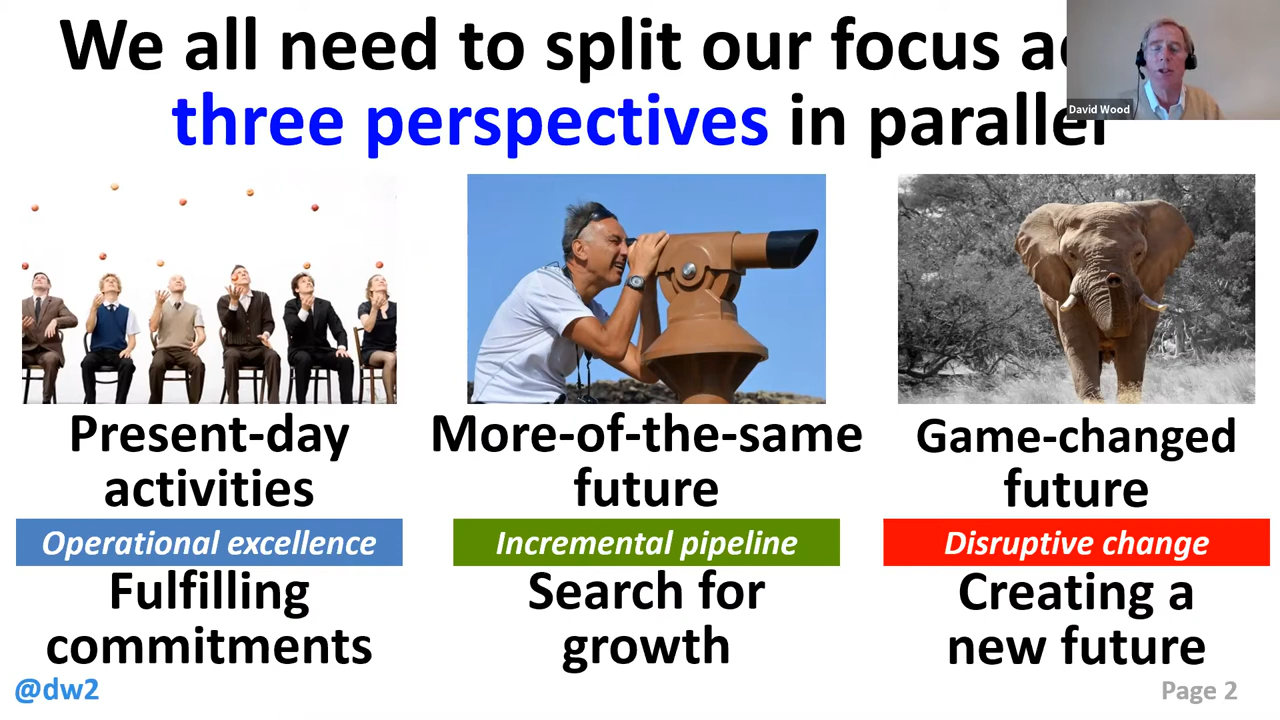 We all need to split our focus
three perspectives in parallel
David Wood
Present-day
activities
Operational excellence
Fulfilling
commitments
More-of-the-same
future
Incremental pipeline
Search for
growth
Game-changed
future
Disruptive change
Creating a
new future
@dw2
Page 2